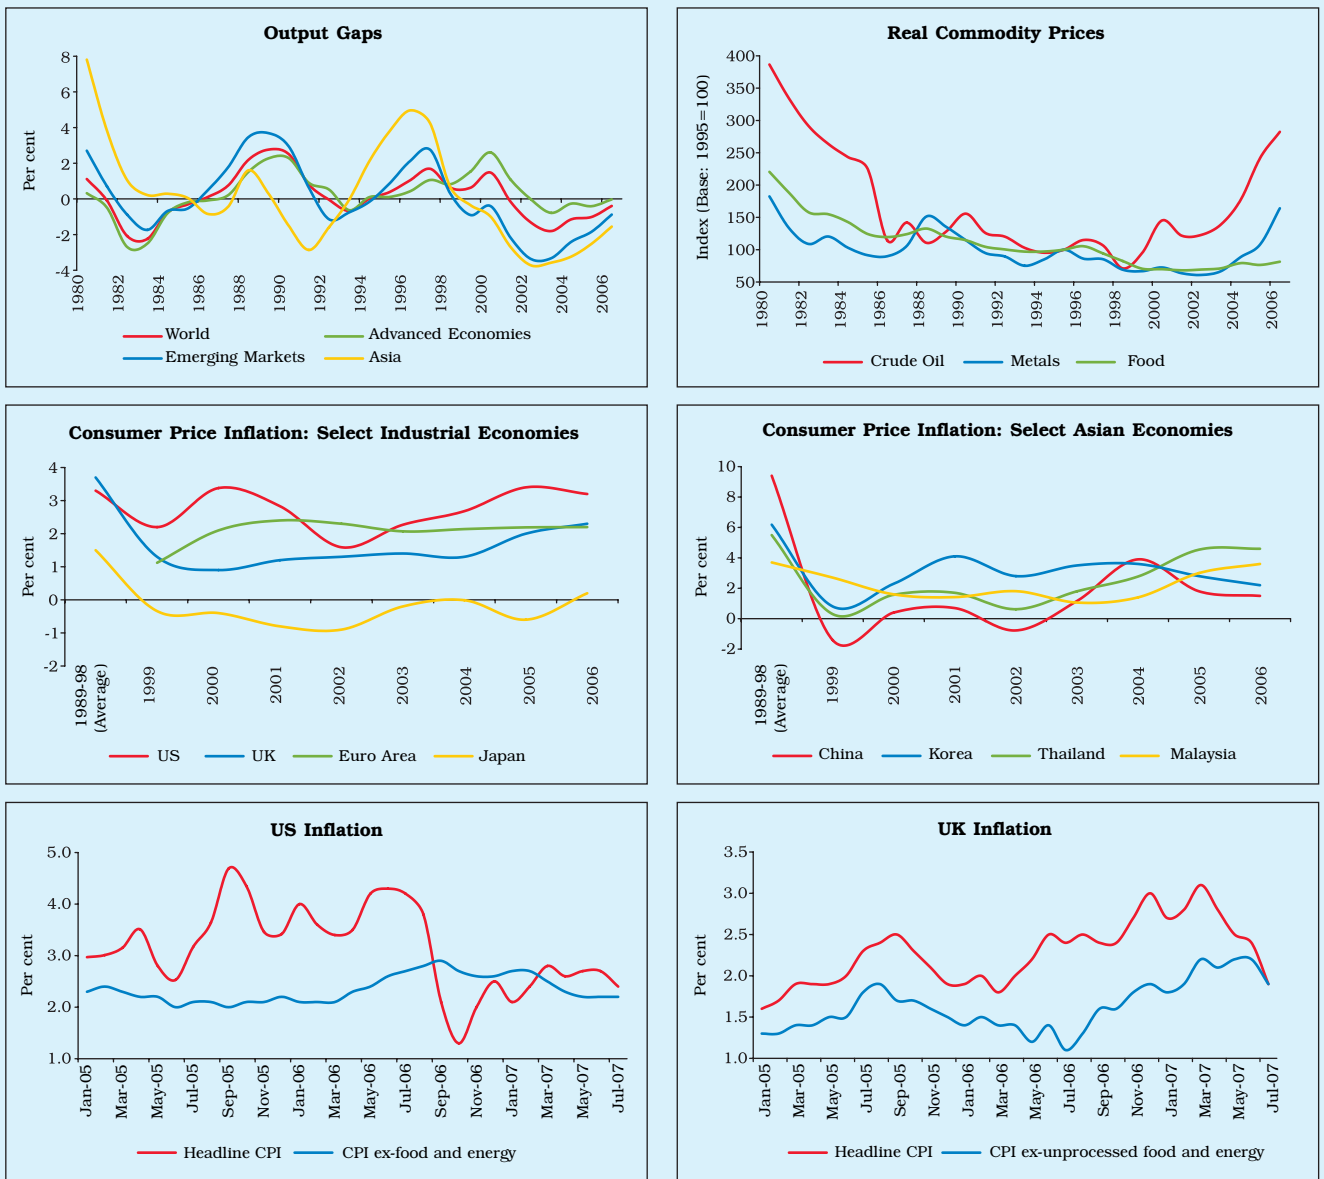 Output Gaps
Per cent
8
6
4
2
0
-2
-4
1980
1982
1984
1986
1988
1990
1992
1994
1996
1998
2000
2002
2004
2006
World
Advanced Economies
Emerging Markets
Asia
Real Commodity Prices
Index (Base: 1995=100)
400
350
300
250
200
150
100
50
1980
1982
1984
1986
1988
1990
1992
1994
1996
1998
2000
2002
2004
2006
Crude Oil
Metals
Food
Consumer Price Inflation: Select Industrial Economies
Per cent
4
3
2
1
0
-1
-2
1989-98
(Average)
1999
2000
2001
2002
2003
2004
2005
2006
US
UK
Euro Area
Japan
Consumer Price Inflation: Select Asian Economies
Per cent
10
8
6
4
2
0
-2
1989-98
(Average)
1999
2000
2001
2002
2003
2004
2005
2006
China
Korea
Thailand
Malaysia
US Inflation
Per cent
5.0
4.0
3.0
2.0
1.0
Jan-05
Mar-05
May-05
Jul-05
Sep-05
Nov-05
Jan-06
Mar-06
May-06
Jul-06
Sep-06
Nov-06
Jan-07
Mar-07
May-07
Jul-07
Headline CPI
CPI ex-food and energy
UK Inflation
Per cent
3.5
3.0
2.5
2.0
1.5
1.0
Jan-05
Mar-05
May-05
Jul-05
Sep-05
Nov-05
Jan-06
Mar-06
May-06
Jul-06
Sep-06
Nov-06
Jan-07
Mar-07
May-07
Jul-07
Headline CPI
CPI ex-unprocessed food and energy